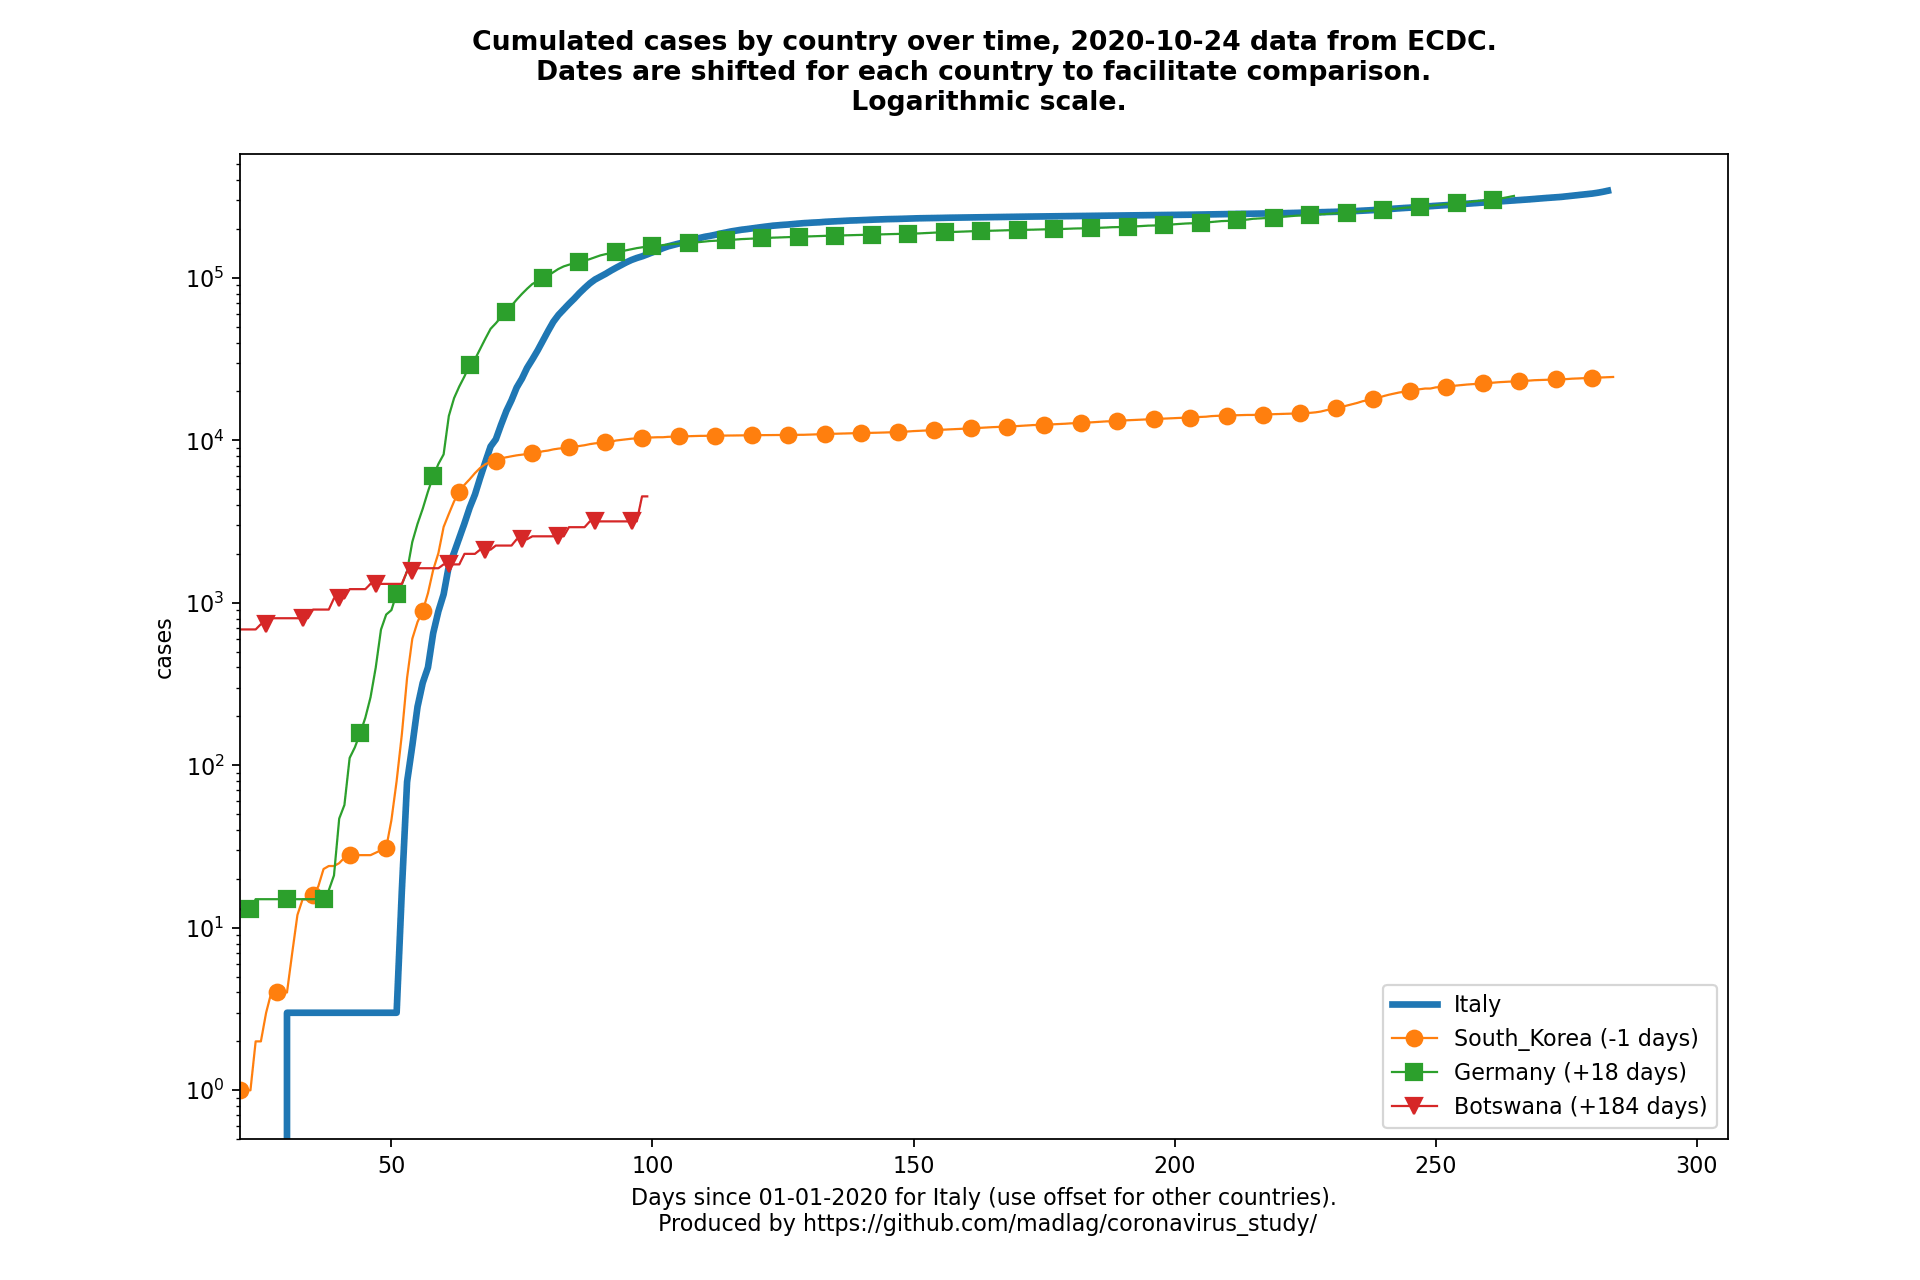 Cumulated cases by country over time, 2020-10-24 data from ECDC.
Dates are shifted for each country to facilitate comparison.
Logarithmic scale.
cases
10^5
10^4
10^3
10^2
10^1
10^0
50 100 150 200 250 300
Italy
South_Korea (-1 days)
Germany (+18 days)
Botswana (+184 days)
Days since 01-01-2020 for Italy (use offset for other countries).
Produced by https://github.com/madlag/coronavirus_study/